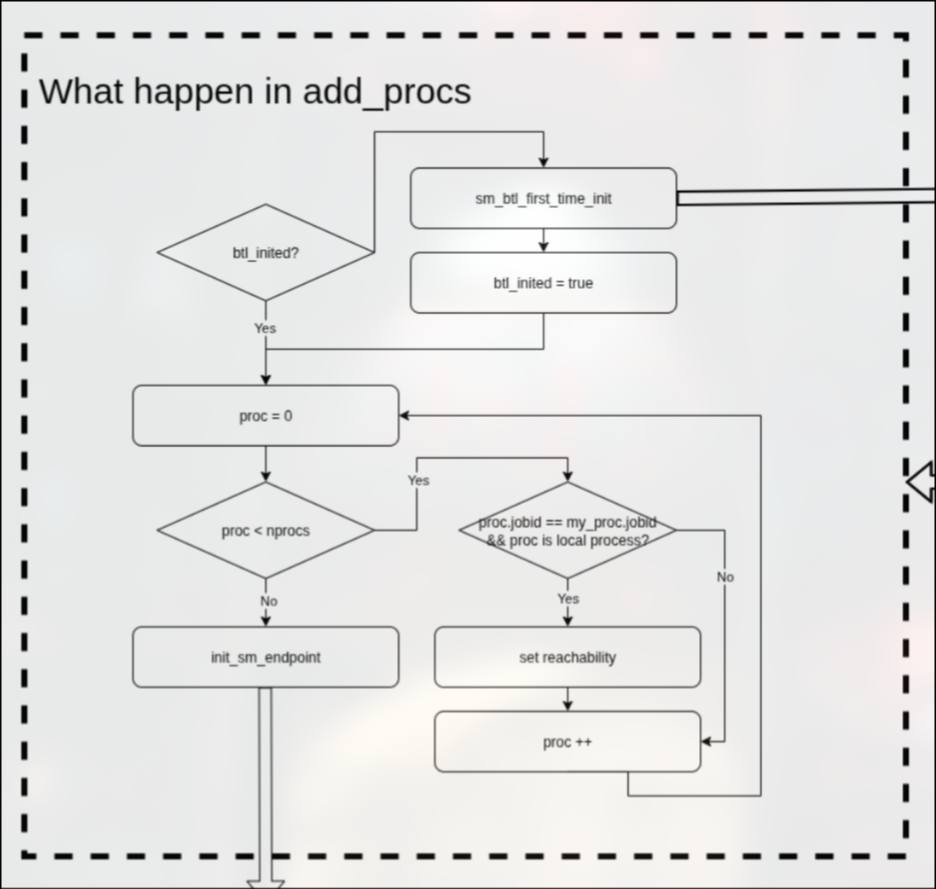 What happen in add_procs
sm_btl_first_time_init
btl_inited?
btl_inited = true
Yes
proc = 0
Yes
proc < nprocs
proc.jobid == my_proc.jobid
&& proc is local process?
No
No
Yes
init_sm_endpoint
set reachability
proc ++